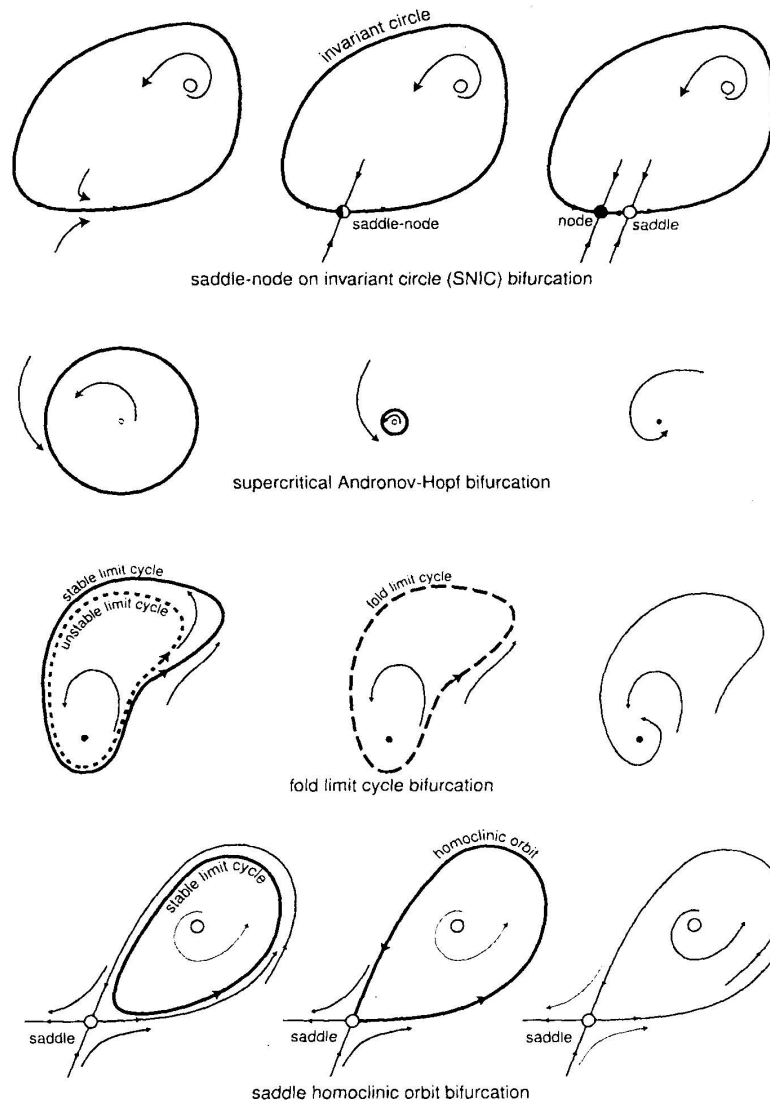 invariant circle
saddle-node
node
saddle
saddle-node on invariant circle (SNIC) bifurcation
supercritical Andronov-Hopf bifurcation
stable limit cycle
unstable limit cycle
fold limit cycle
fold limit cycle bifurcation
stable limit cycle
homoclinic orbit
saddle
saddle
saddle
saddle homoclinic orbit bifurcation